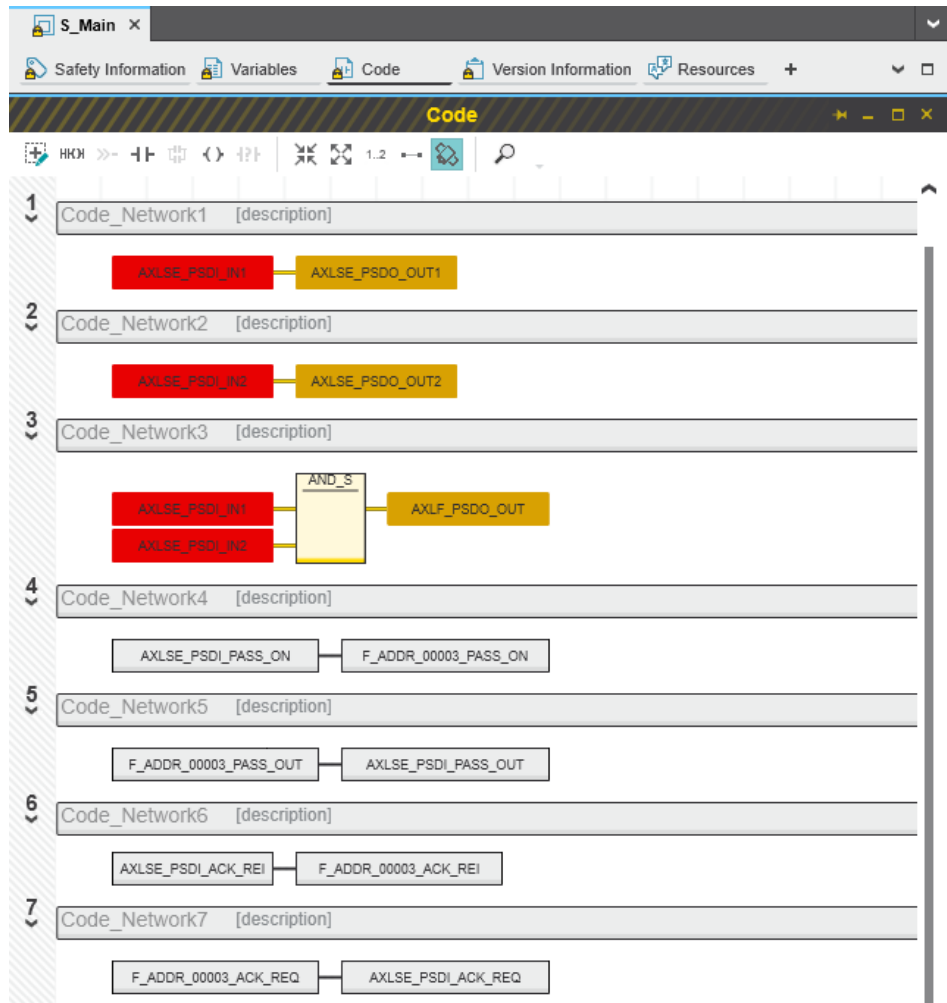 S_Main
Safety Information Variables Code Version Information Resources
Code
1..2
1
Code_Network1 [description]
AXLSE_PSDI_IN1 AXLSE_PSDO_OUT1
2
Code_Network2 [description]
AXLSE_PSDI_IN2 AXLSE_PSDO_OUT2
3
Code_Network3 [description]
AND_S
AXLSE_PSDI_IN1 AXLF_PSDO_OUT
AXLSE_PSDI_IN2
4
Code_Network4 [description]
AXLSE_PSDI_PASS_ON F_ADDR_00003_PASS_ON
5
Code_Network5 [description]
F_ADDR_00003_PASS_OUT AXLSE_PSDI_PASS_OUT
6
Code_Network6 [description]
AXLSE_PSDI_ACK_REI F_ADDR_00003_ACK_REI
7
Code_Network7 [description]
F_ADDR_00003_ACK_REQ AXLSE_PSDI_ACK_REQ